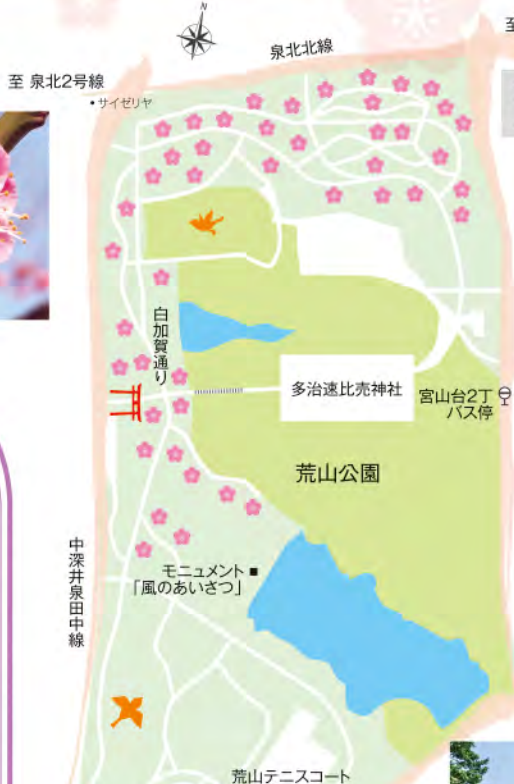 N
至
泉北北線
至 泉北2号線
・サイゼリヤ
白加賀通り
多治速比売神社
宮山台2丁
バス停
荒山公園
中深井泉田中線
モニュメント■
「風のあいさつ」
荒山テニスコート